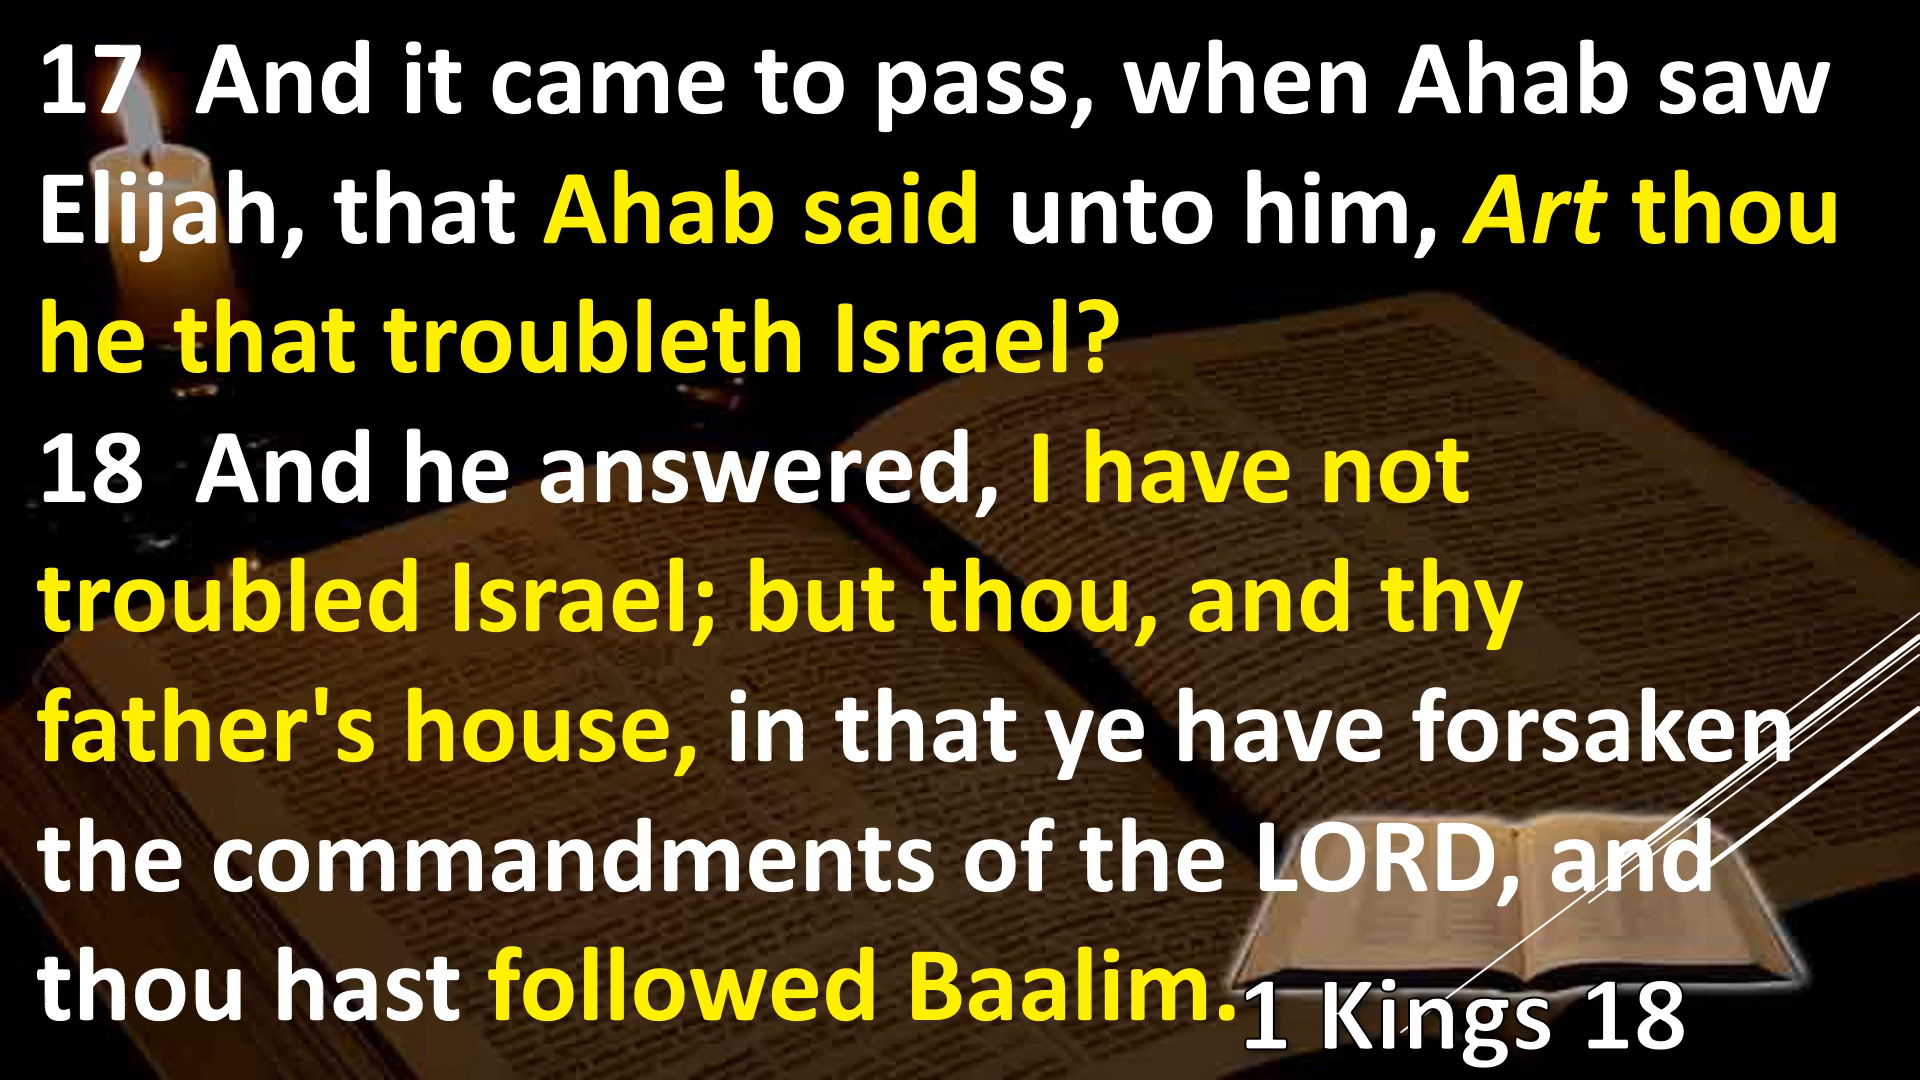 17 And it came to pass, when Ahab saw
Elijah, that Ahab said unto him, Art thou
he that troubleth Israel?
18 And he answered, I have not
troubled Israel; but thou, and thy
father's house, in that ye have forsaken
the commandments of the LORD, and
thou hast followed Baalim.
1 Kings 18